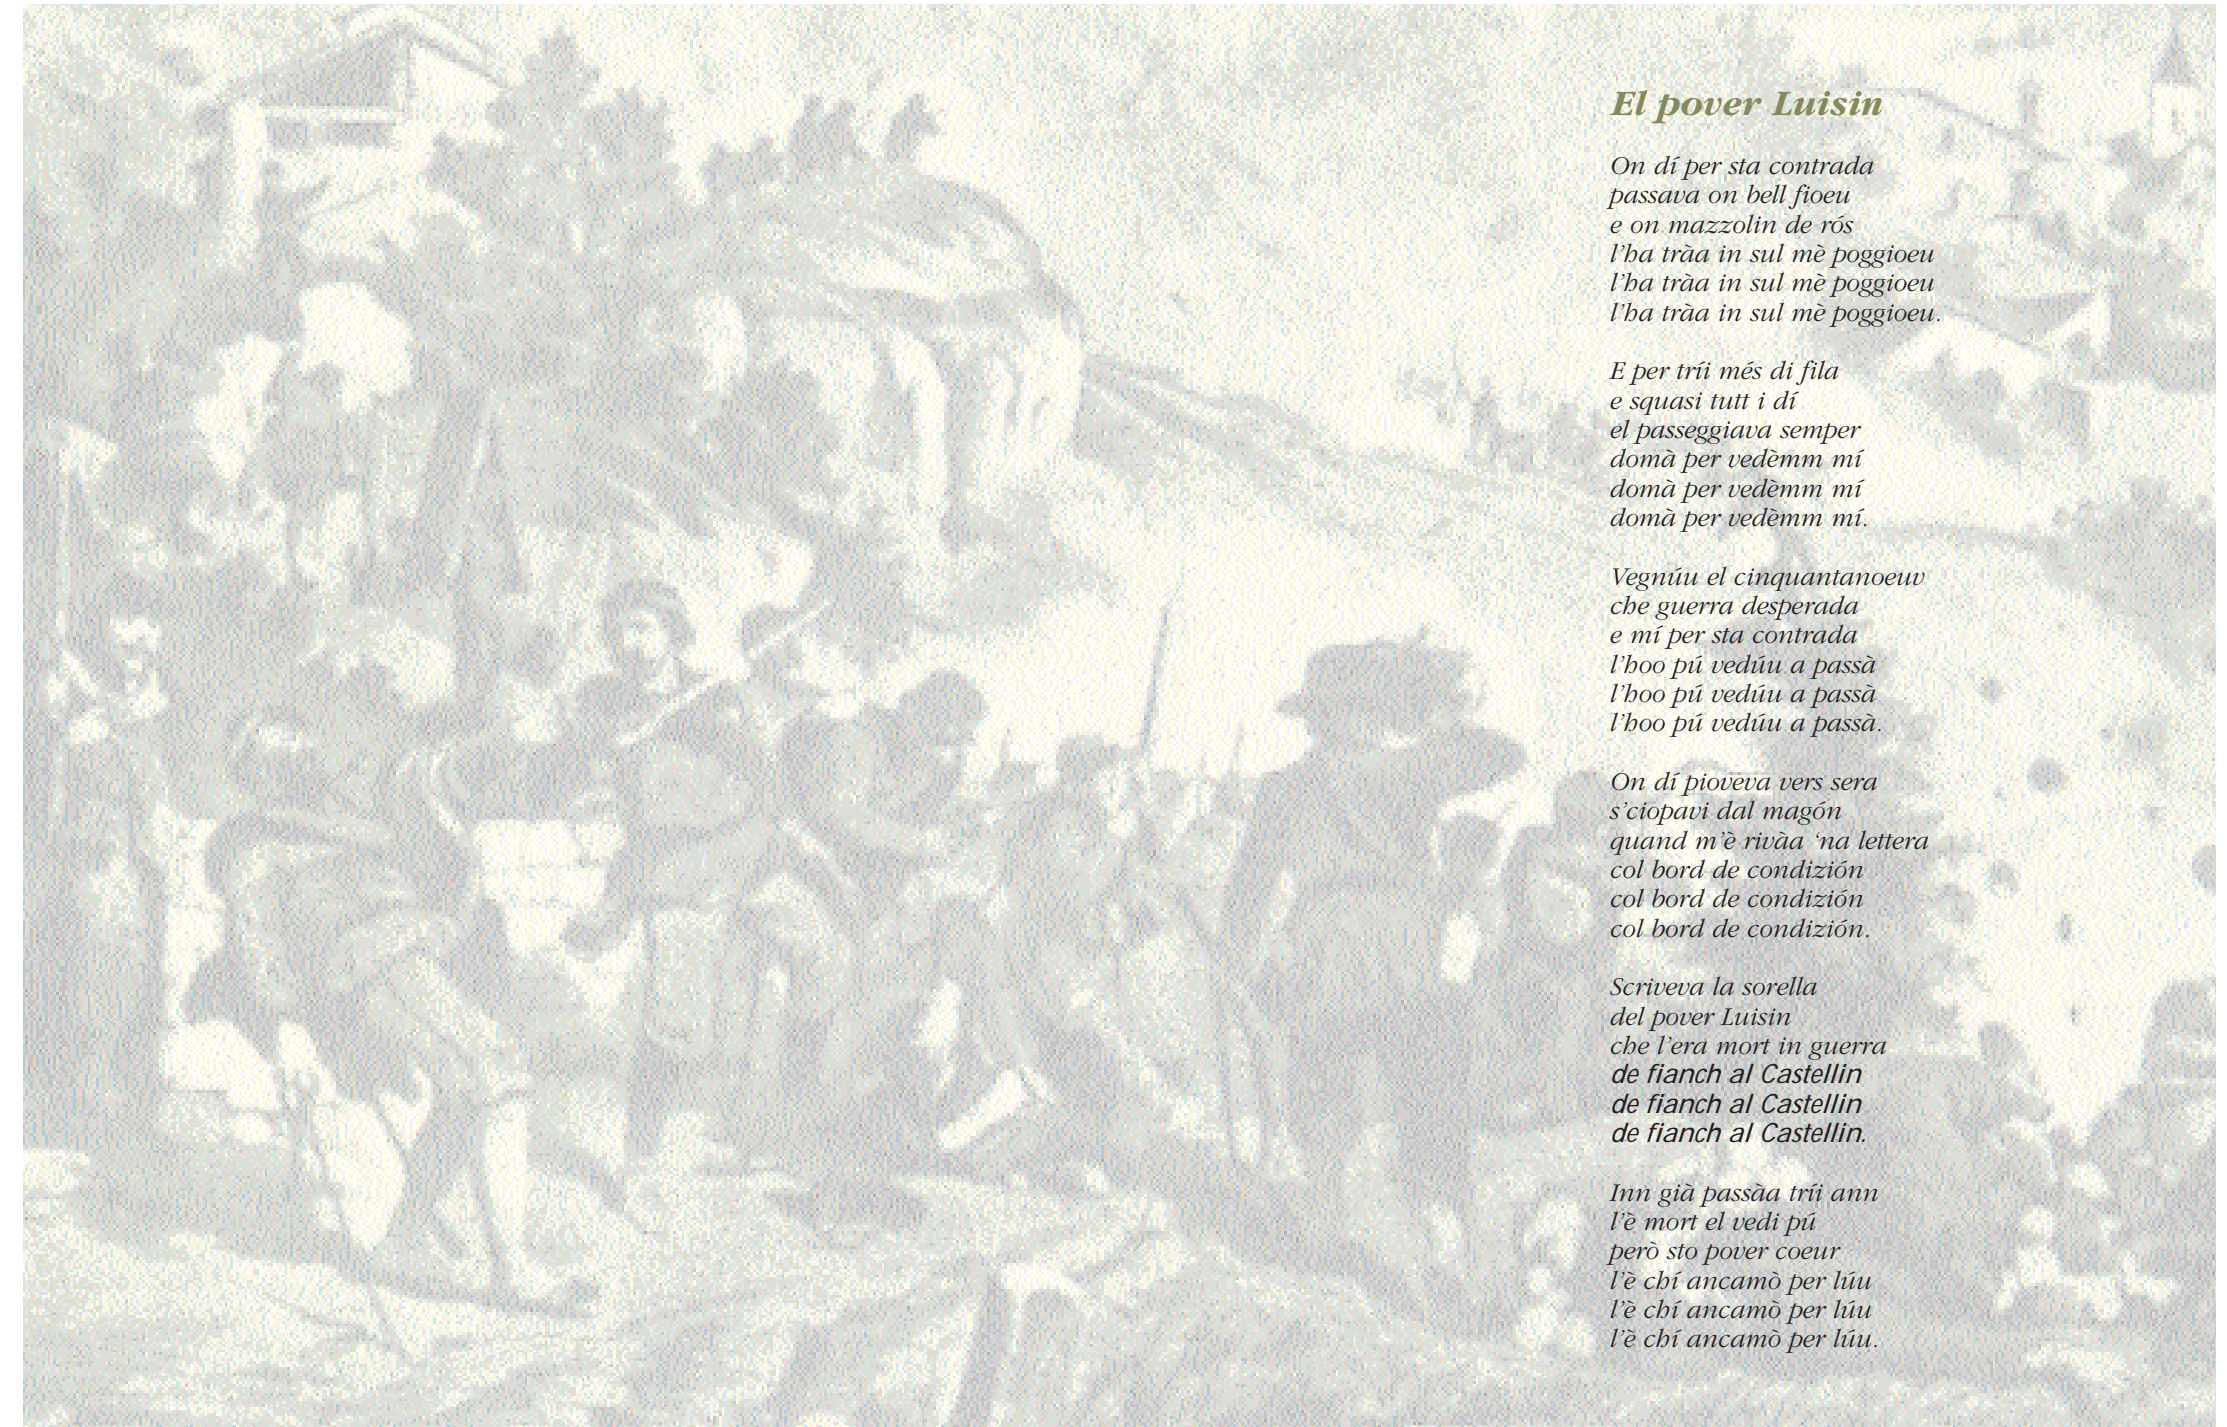 El pover Luisin
On dí per sta contrada
passava on bell fioeu
e on mazzolin de rós
l'ha tràa in sul mè poggioeu
l'ha tràa in sul mè poggioeu
l'ha tràa in sul mè poggioeu.
E per tríi més di fila
e squasi tutt i dí
el passeggiava semper
domà per vedèmm mí
domà per vedèmm mí
domà per vedèmm mí.
Vegnúu el cinquantanoeuv
che guerra desperada
e mí per sta contrada
l'hoo pú vedúu a passà
l'hoo pú vedúu a passà
l'hoo pú vedúu a passà.
On dí pioveva vers sera
s'ciopavi dal magón
quand m'è rivàa ‘na lettera
col bord de condizión
col bord de condizión
col bord de condizión.
Scriveva la sorella
del pover Luisin
che l'era mort in guerra
de fianch al Castellin
de fianch al Castellin
de fianch al Castellin.
Inn già passàa tríi ann
l'è mort el vedi pú
però sto pover coeur
l'è chí ancamò per lúu
l'è chí ancamò per lúu
l'è chí ancamò per lúu.